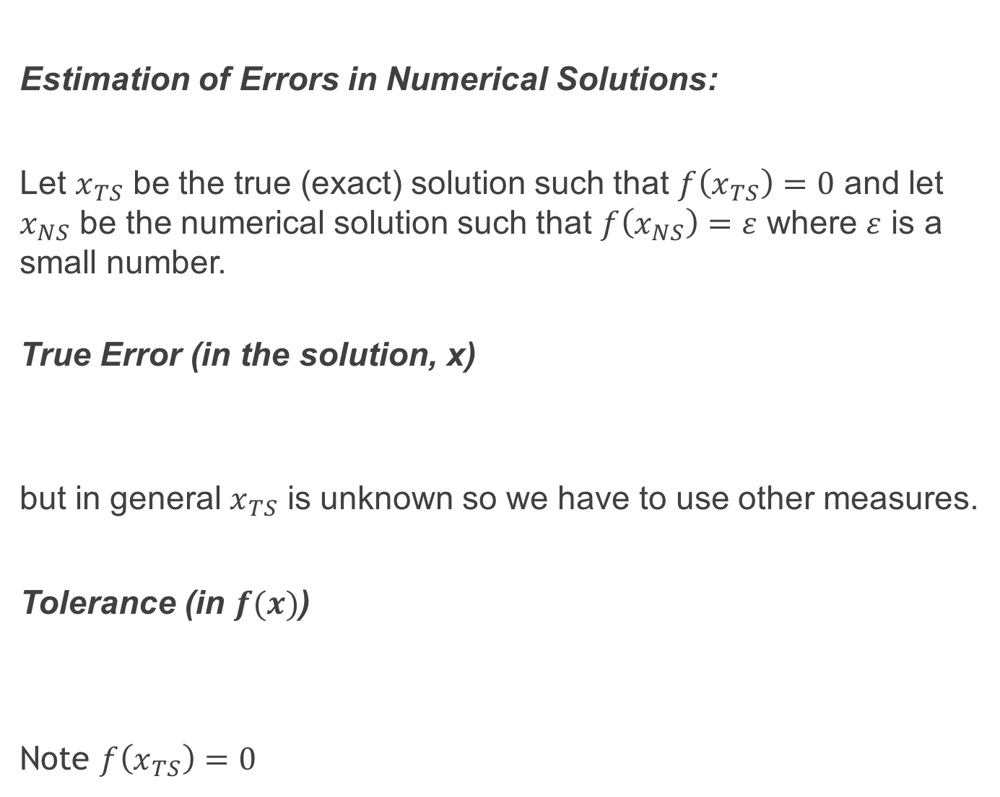 Estimation of Errors in Numerical Solutions:
Let $x_{TS}$ be the true (exact) solution such that $f(x_{TS}) = 0$ and let
$x_{NS}$ be the numerical solution such that $f(x_{NS}) = \varepsilon$ where $\varepsilon$ is a
small number.
True Error (in the solution, x)
but in general $x_{TS}$ is unknown so we have to use other measures.
Tolerance (in $f(x)$)
Note $f(x_{TS}) = 0$